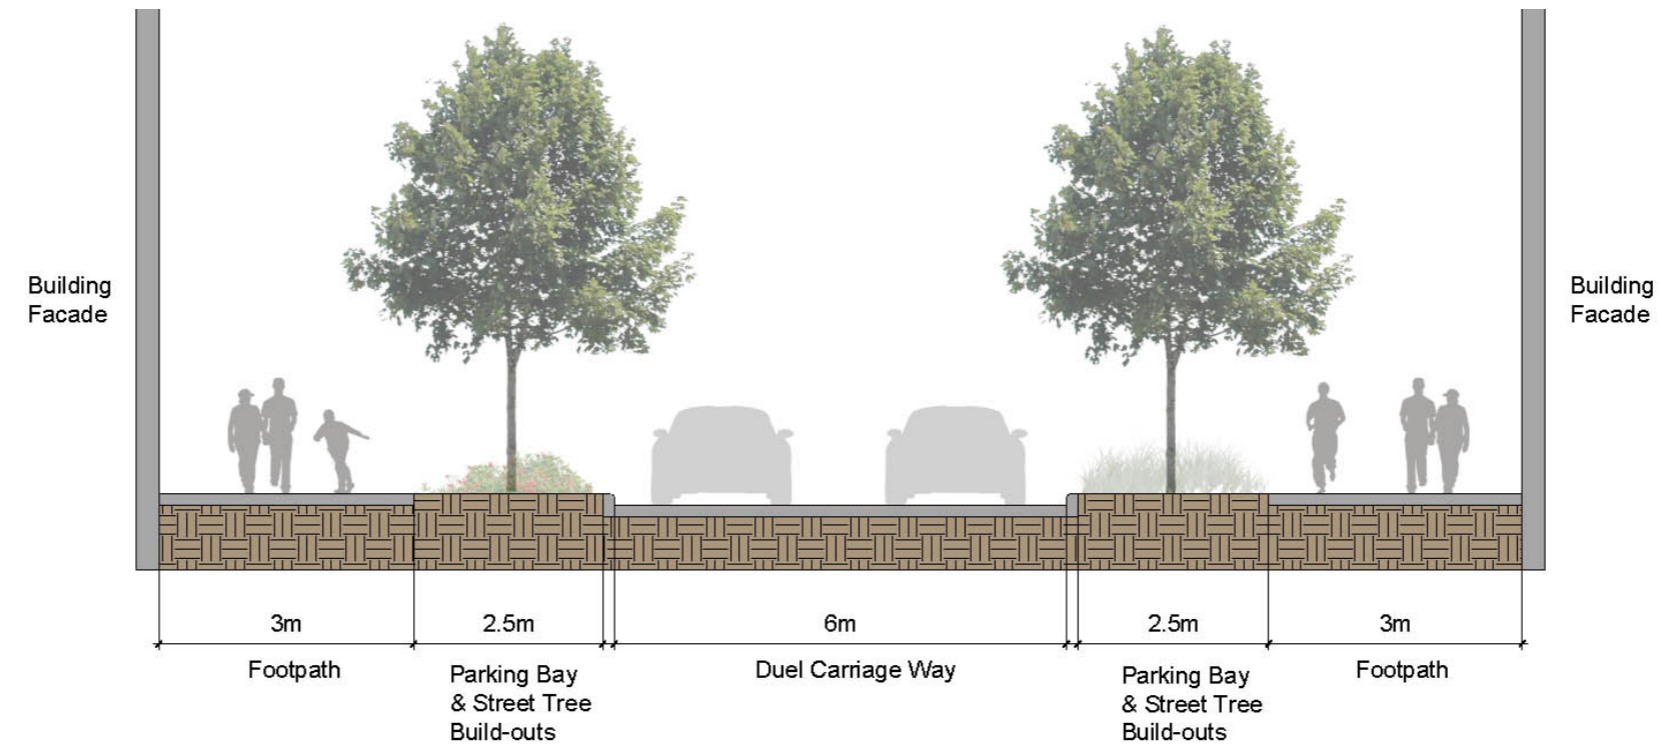 Building
Facade
Building
Facade
3m
2.5m
6m
2.5m
3m
Footpath
Parking Bay
& Street Tree
Build-outs
Duel Carriage Way
Parking Bay
& Street Tree
Build-outs
Footpath